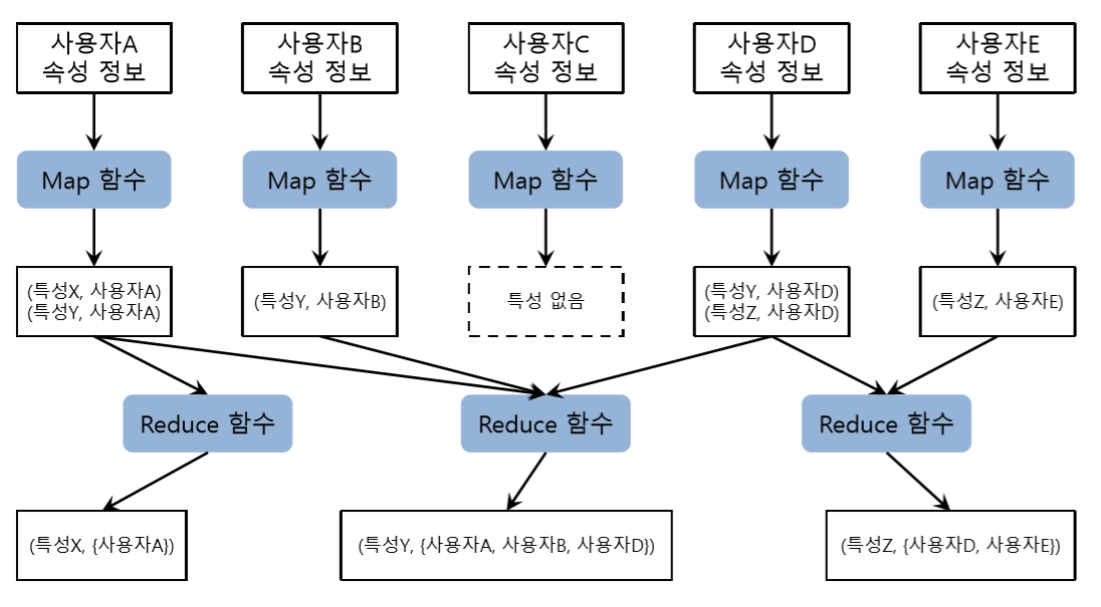 사용자A
속성 정보
사용자B
속성 정보
사용자C
속성 정보
사용자D
속성 정보
사용자E
속성 정보
Map 함수
Map 함수
Map 함수
Map 함수
Map 함수
(특성X, 사용자A)
(특성Y, 사용자A)
(특성Y, 사용자B)
특성 없음
(특성Y, 사용자D)
(특성Z, 사용자D)
(특성Z, 사용자E)
Reduce 함수
Reduce 함수
Reduce 함수
(특성X, {사용자A})
(특성Y, {사용자A, 사용자B, 사용자D})
(특성Z, {사용자D, 사용자E})